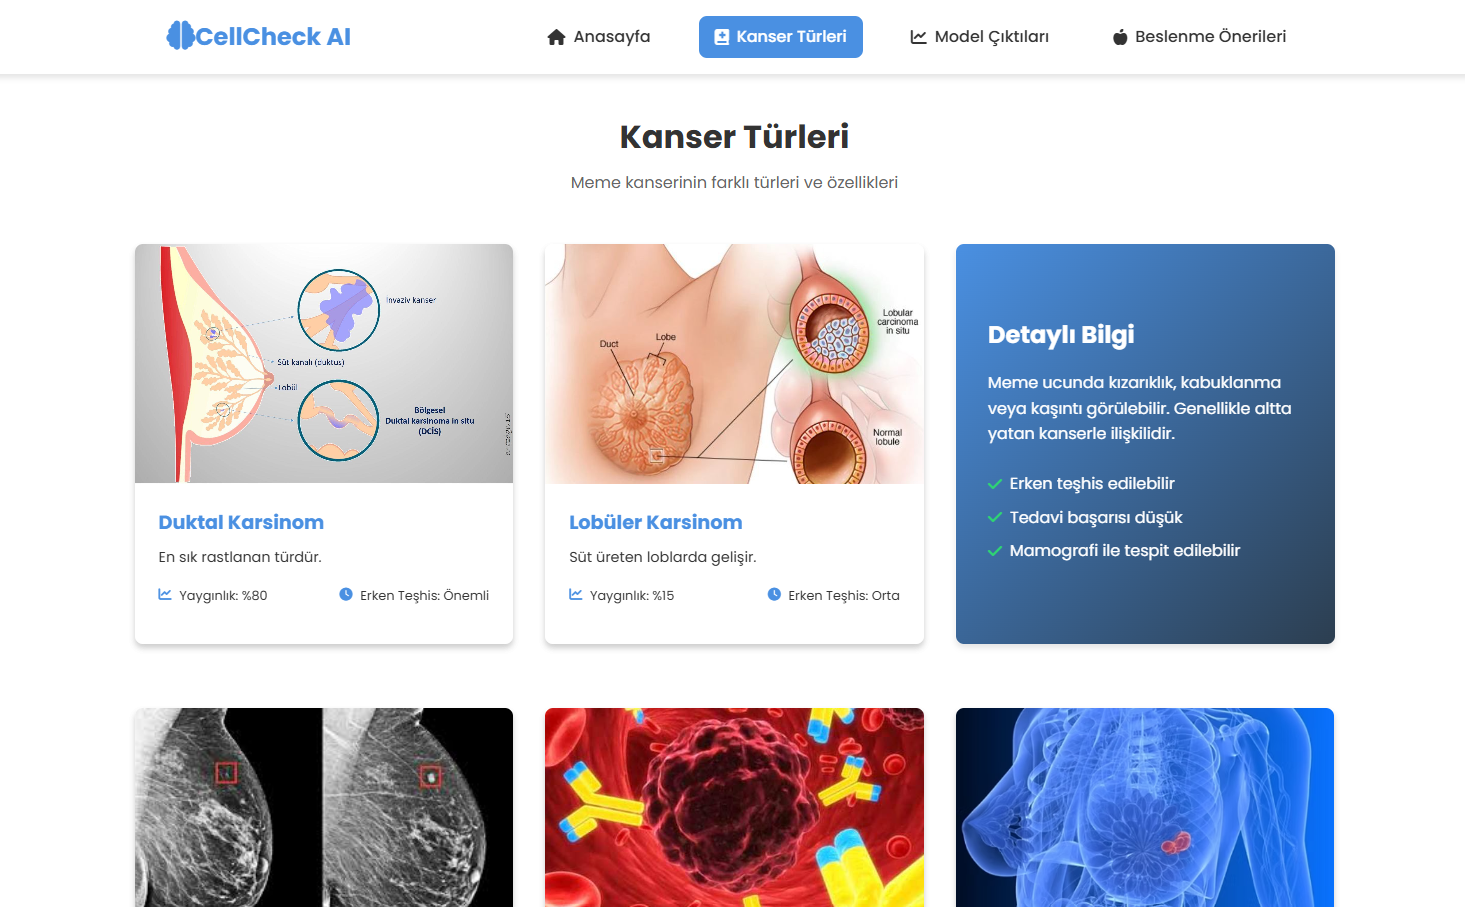 CellCheck AI
Anasayfa
Kanser Türleri
Model Çıktıları
Beslenme Önerileri
Kanser Türleri
Meme kanserinin farklı türleri ve özellikleri
İnvaziv kanser
Süt kanalı (duktus)
Lobül
Bölgesel
Duktal karsinoma in situ
(DCİS)
Duct
Lobe
Lobular
carcinoma
in situ
Normal
lobule
Detaylı Bilgi
Meme ucunda kızarıklık, kabuklanma
veya kaşıntı görülebilir. Genellikle altta
yatan kanserle ilişkilidir.
Erken teşhis edilebilir
Tedavi başarısı düşük
Mamografi ile tespit edilebilir
Duktal Karsinom
En sık rastlanan türdür.
Yaygınlık: %80
Erken Teşhis: Önemli
Lobüler Karsinom
Süt üreten loblarda gelişir.
Yaygınlık: %15
Erken Teşhis: Orta